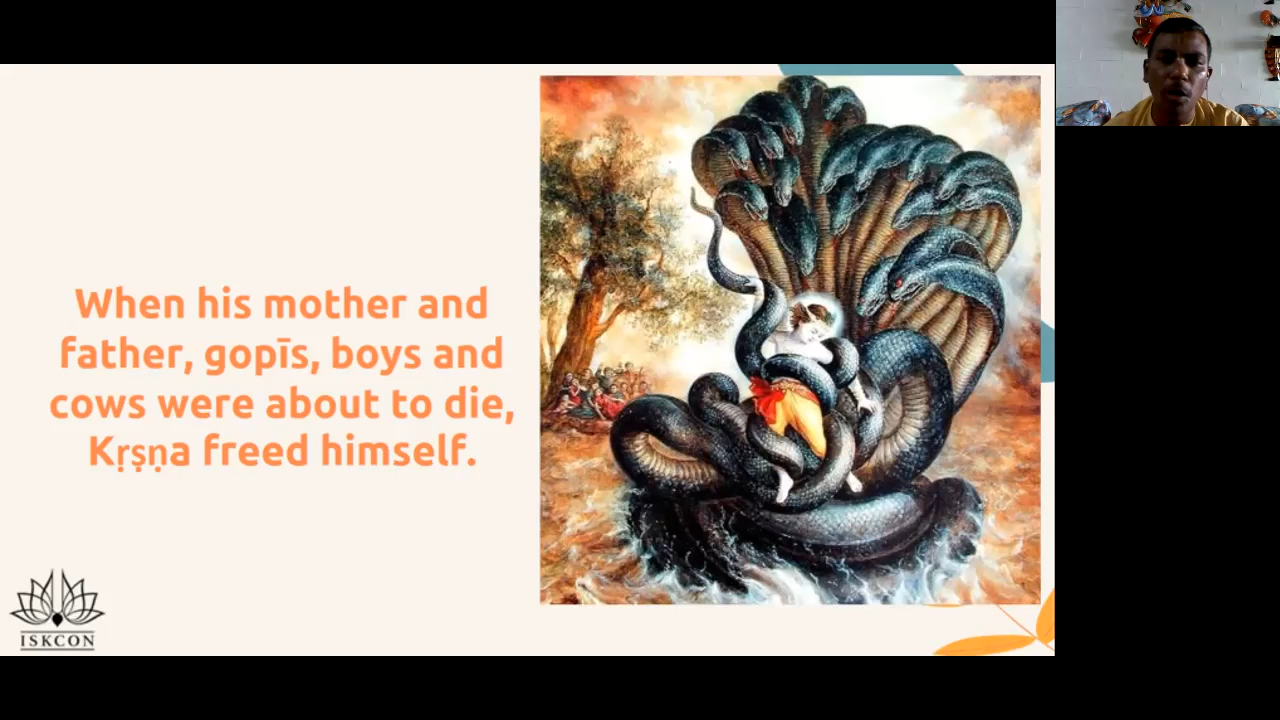 When his mother and
father, gopīs, boys and
cows were about to die,
Kṛṣṇa freed himself.
ISKCON